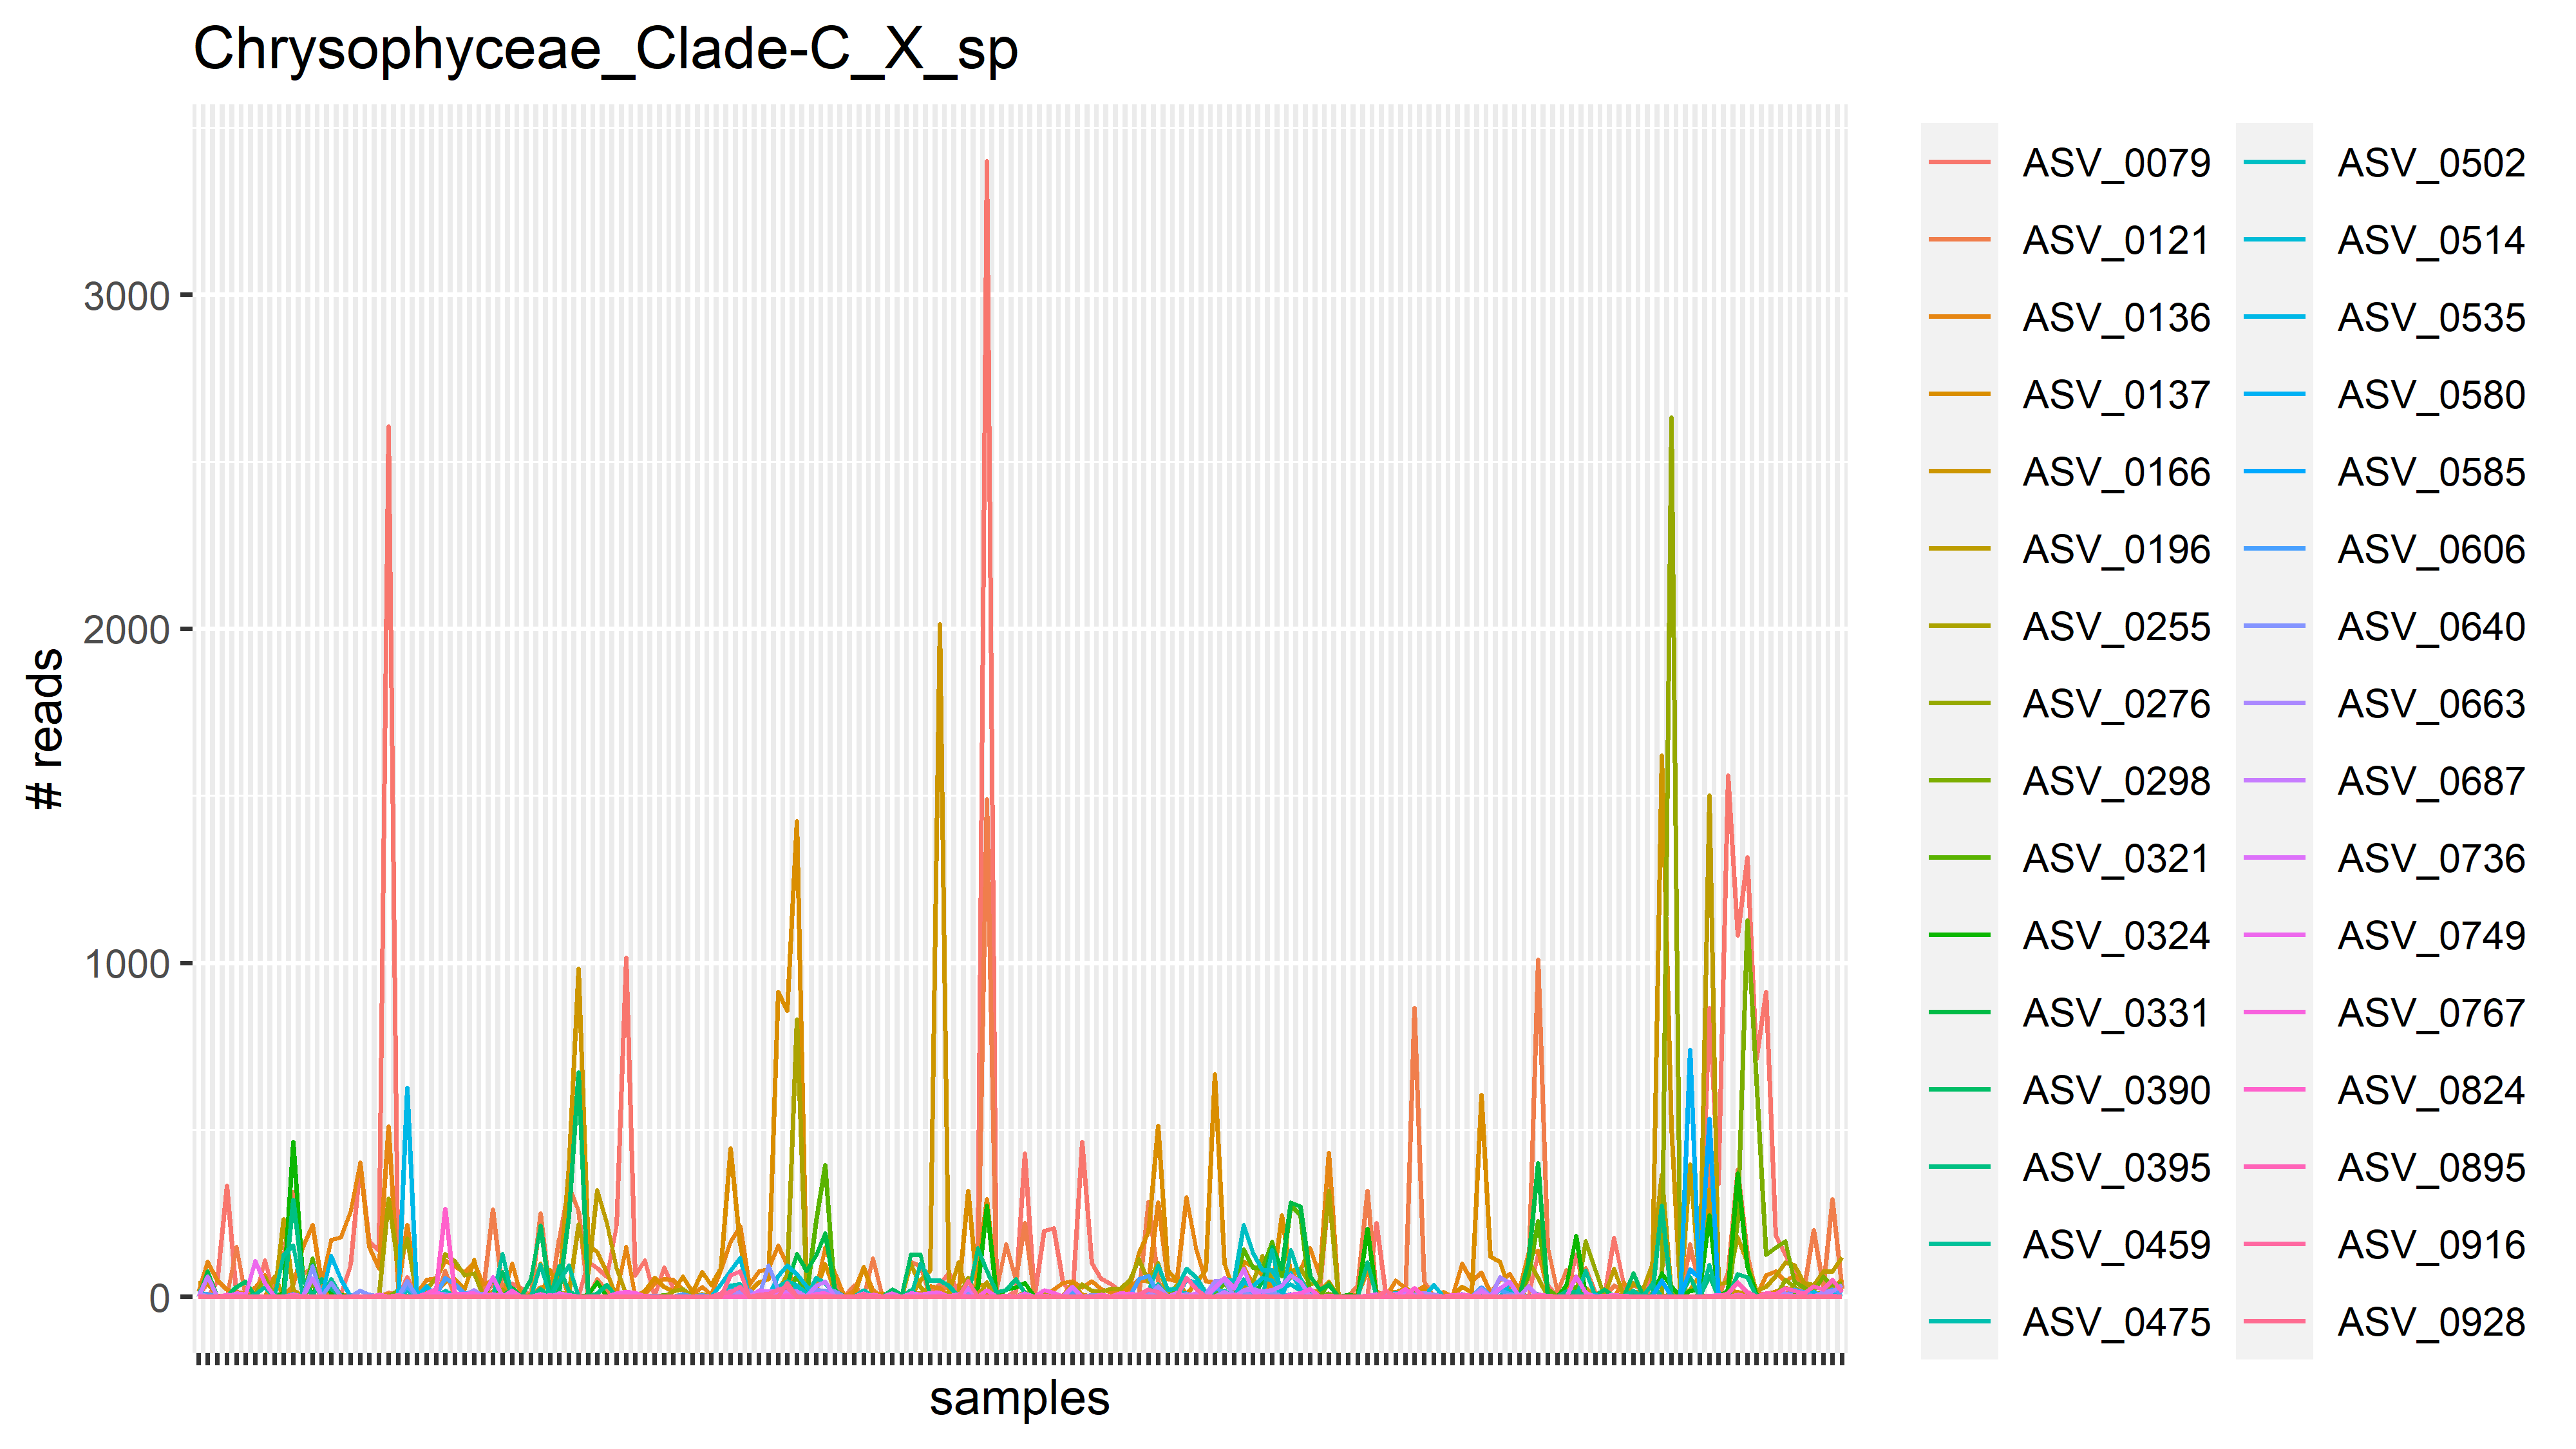 Chrysophyceae_Clade-C_X_sp
# reads
3000
2000
1000
0
samples
ASV_0079
ASV_0121
ASV_0136
ASV_0137
ASV_0166
ASV_0196
ASV_0255
ASV_0276
ASV_0298
ASV_0321
ASV_0324
ASV_0331
ASV_0390
ASV_0395
ASV_0459
ASV_0475
ASV_0502
ASV_0514
ASV_0535
ASV_0580
ASV_0585
ASV_0606
ASV_0640
ASV_0663
ASV_0687
ASV_0736
ASV_0749
ASV_0767
ASV_0824
ASV_0895
ASV_0916
ASV_0928